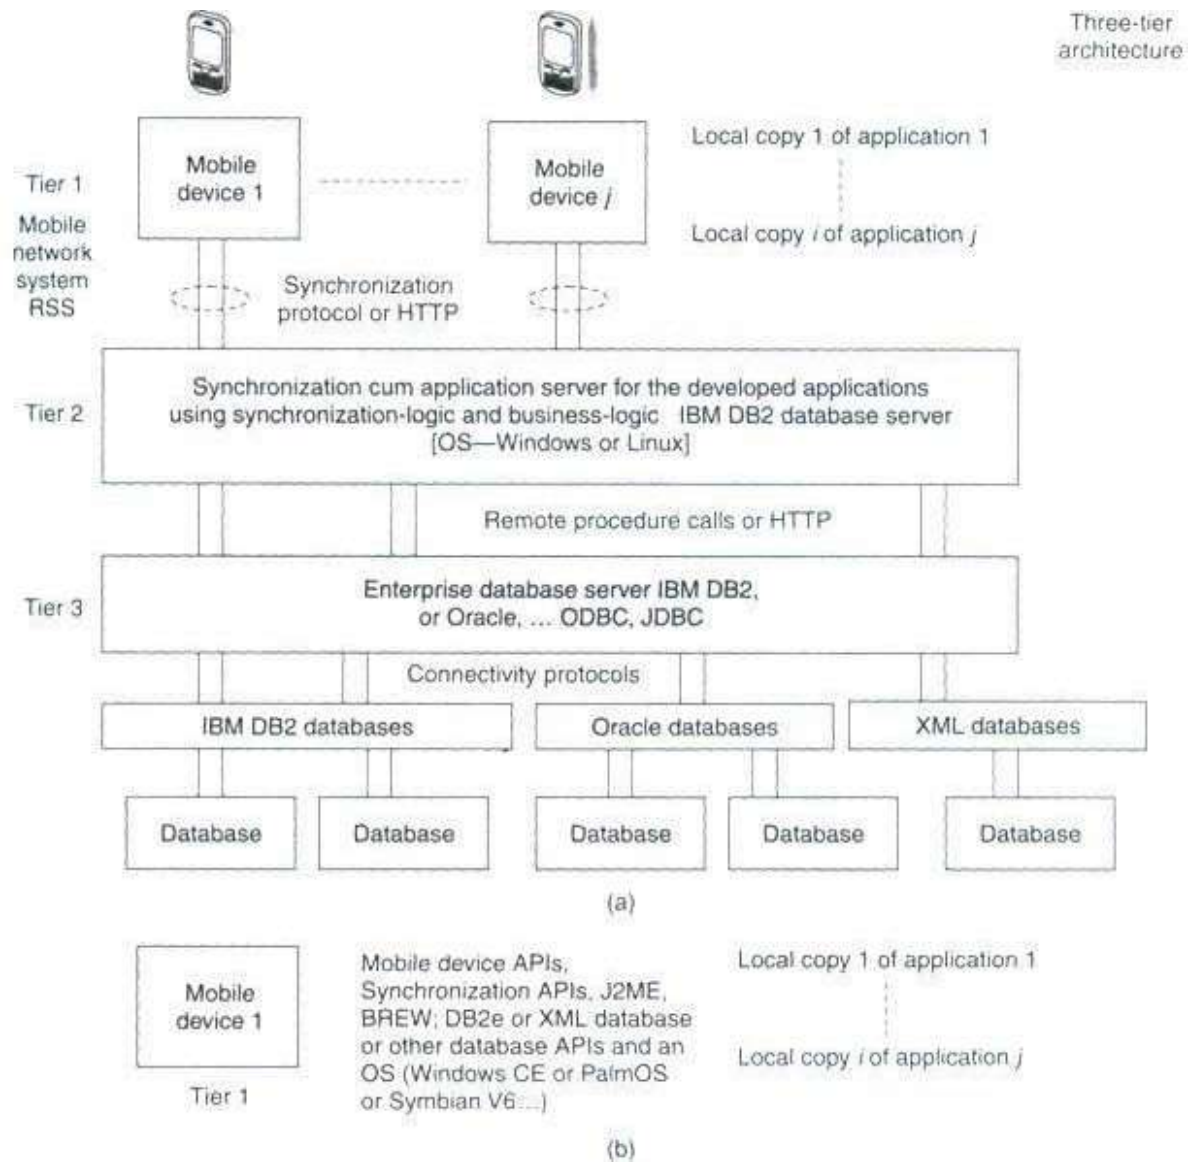 Three-tier
architecture
Mobile
device 1
Mobile
device j
Local copy 1 of application 1
Local copy i of application j
Tier 1
Mobile
network
system
RSS
Synchronization
protocol or HTTP
Tier 2
Synchronization cum application server for the developed applications
using synchronization-logic and business-logic IBM DB2 database server
[OS—Windows or Linux]
Remote procedure calls or HTTP
Tier 3
Enterprise database server IBM DB2,
or Oracle, ... ODBC, JDBC
Connectivity protocols
IBM DB2 databases
Oracle databases
XML databases
Database
Database
Database
Database
Database
(a)
Mobile
device 1
Tier 1
Mobile device APIs,
Synchronization APIs, J2ME,
BREW; DB2e or XML database
or other database APIs and an
OS (Windows CE or PalmOS
or Symbian V6...)
Local copy 1 of application 1
Local copy i of application j
(b)